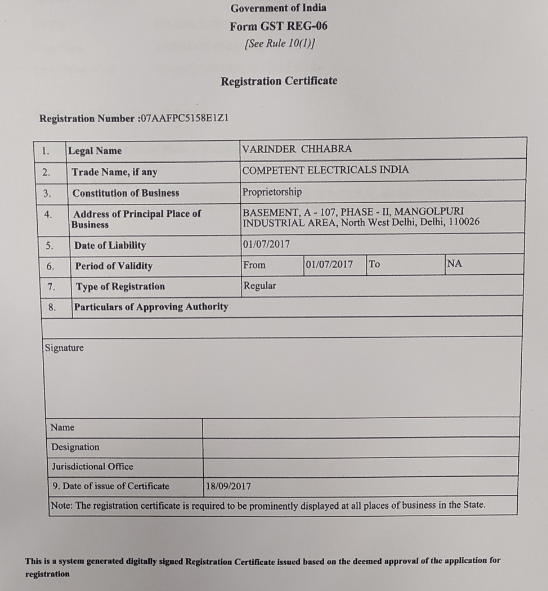 Government of India
Form GST REG-06
[See Rule 10(1)]
Registration Certificate
Registration Number :07AAFPC5158E1Z1
1. Legal Name VARINDER CHHABRA
2. Trade Name, if any COMPETENT ELECTRICALS INDIA
3. Constitution of Business Proprietorship
4. Address of Principal Place of Business BASEMENT, A - 107, PHASE - II, MANGOLPURI INDUSTRIAL AREA, North West Delhi, Delhi, 110026
5. Date of Liability 01/07/2017
6. Period of Validity From 01/07/2017 To NA
7. Type of Registration Regular
8. Particulars of Approving Authority
Signature
Name
Designation
Jurisdictional Office
9. Date of issue of Certificate 18/09/2017
Note: The registration certificate is required to be prominently displayed at all places of business in the State.
This is a system generated digitally signed Registration Certificate issued based on the deemed approval of the application for
registration